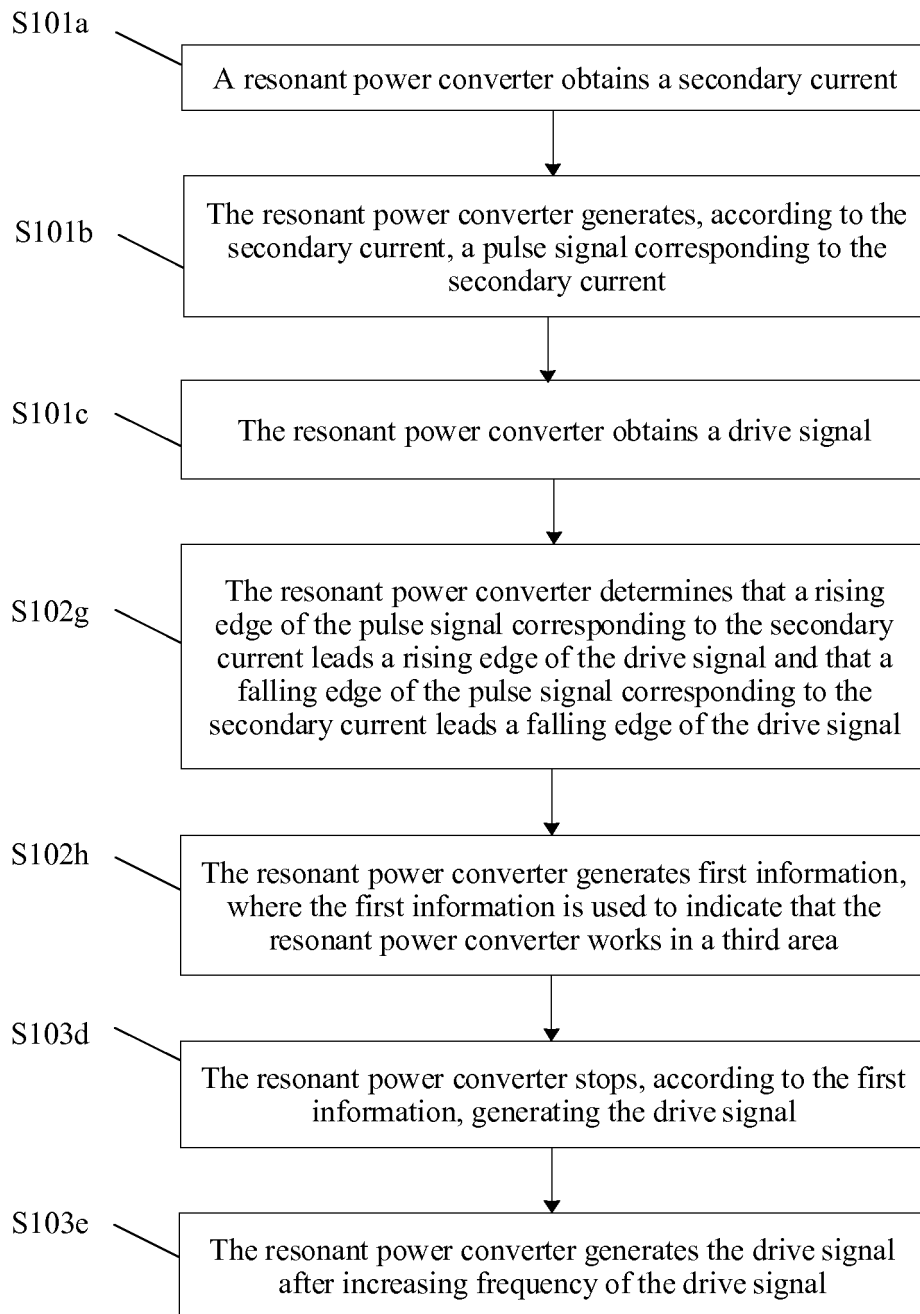 S101a
A resonant power converter obtains a secondary current
S101b
The resonant power converter generates, according to the
secondary current, a pulse signal corresponding to the
secondary current
S101c
The resonant power converter obtains a drive signal
S102g
The resonant power converter determines that a rising
edge of the pulse signal corresponding to the secondary
current leads a rising edge of the drive signal and that a
falling edge of the pulse signal corresponding to the
secondary current leads a falling edge of the drive signal
S102h
The resonant power converter generates first information,
where the first information is used to indicate that the
resonant power converter works in a third area
S103d
The resonant power converter stops, according to the first
information, generating the drive signal
S103e
The resonant power converter generates the drive signal
after increasing frequency of the drive signal